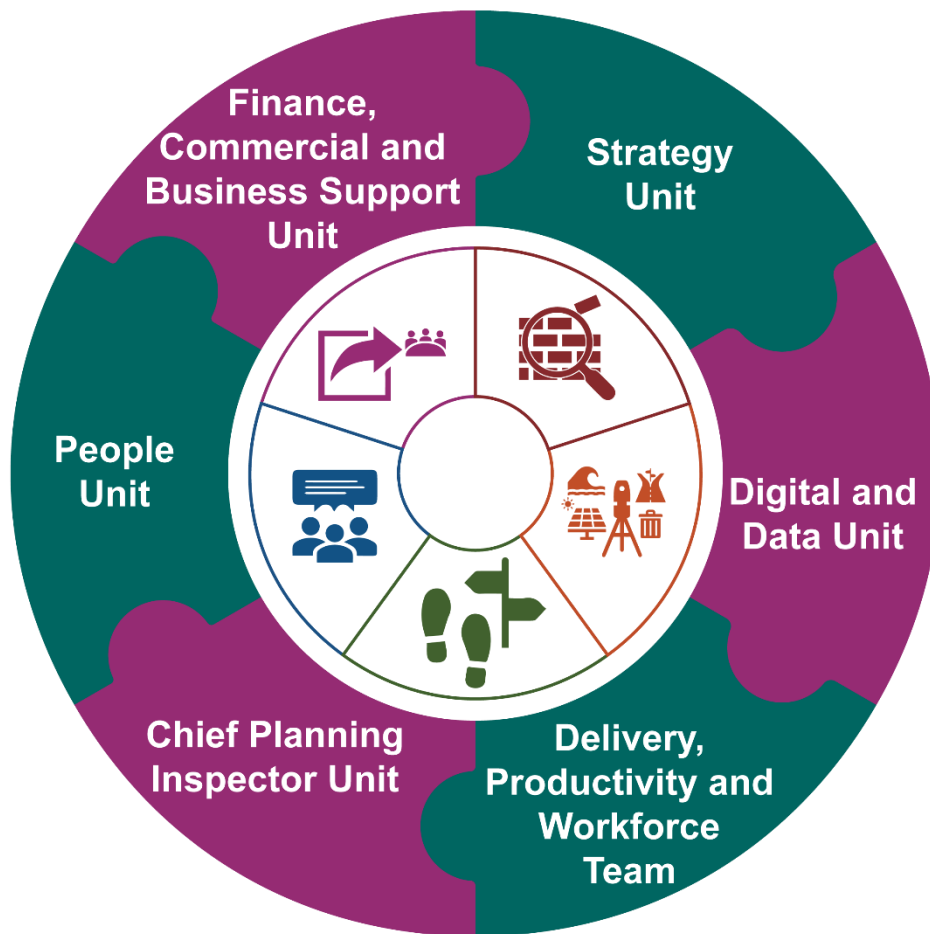 Finance,
Commercial and
Business Support
Unit
Strategy
Unit
People
Unit
Digital and
Data Unit
Chief Planning
Inspector Unit
Delivery,
Productivity and
Workforce
Team